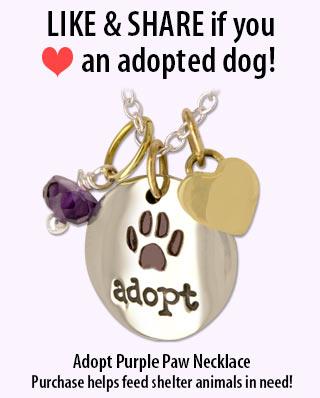 LIKE & SHARE if you
❤ an adopted dog!
adopt
Adopt Purple Paw Necklace
Purchase helps feed shelter animals in need!